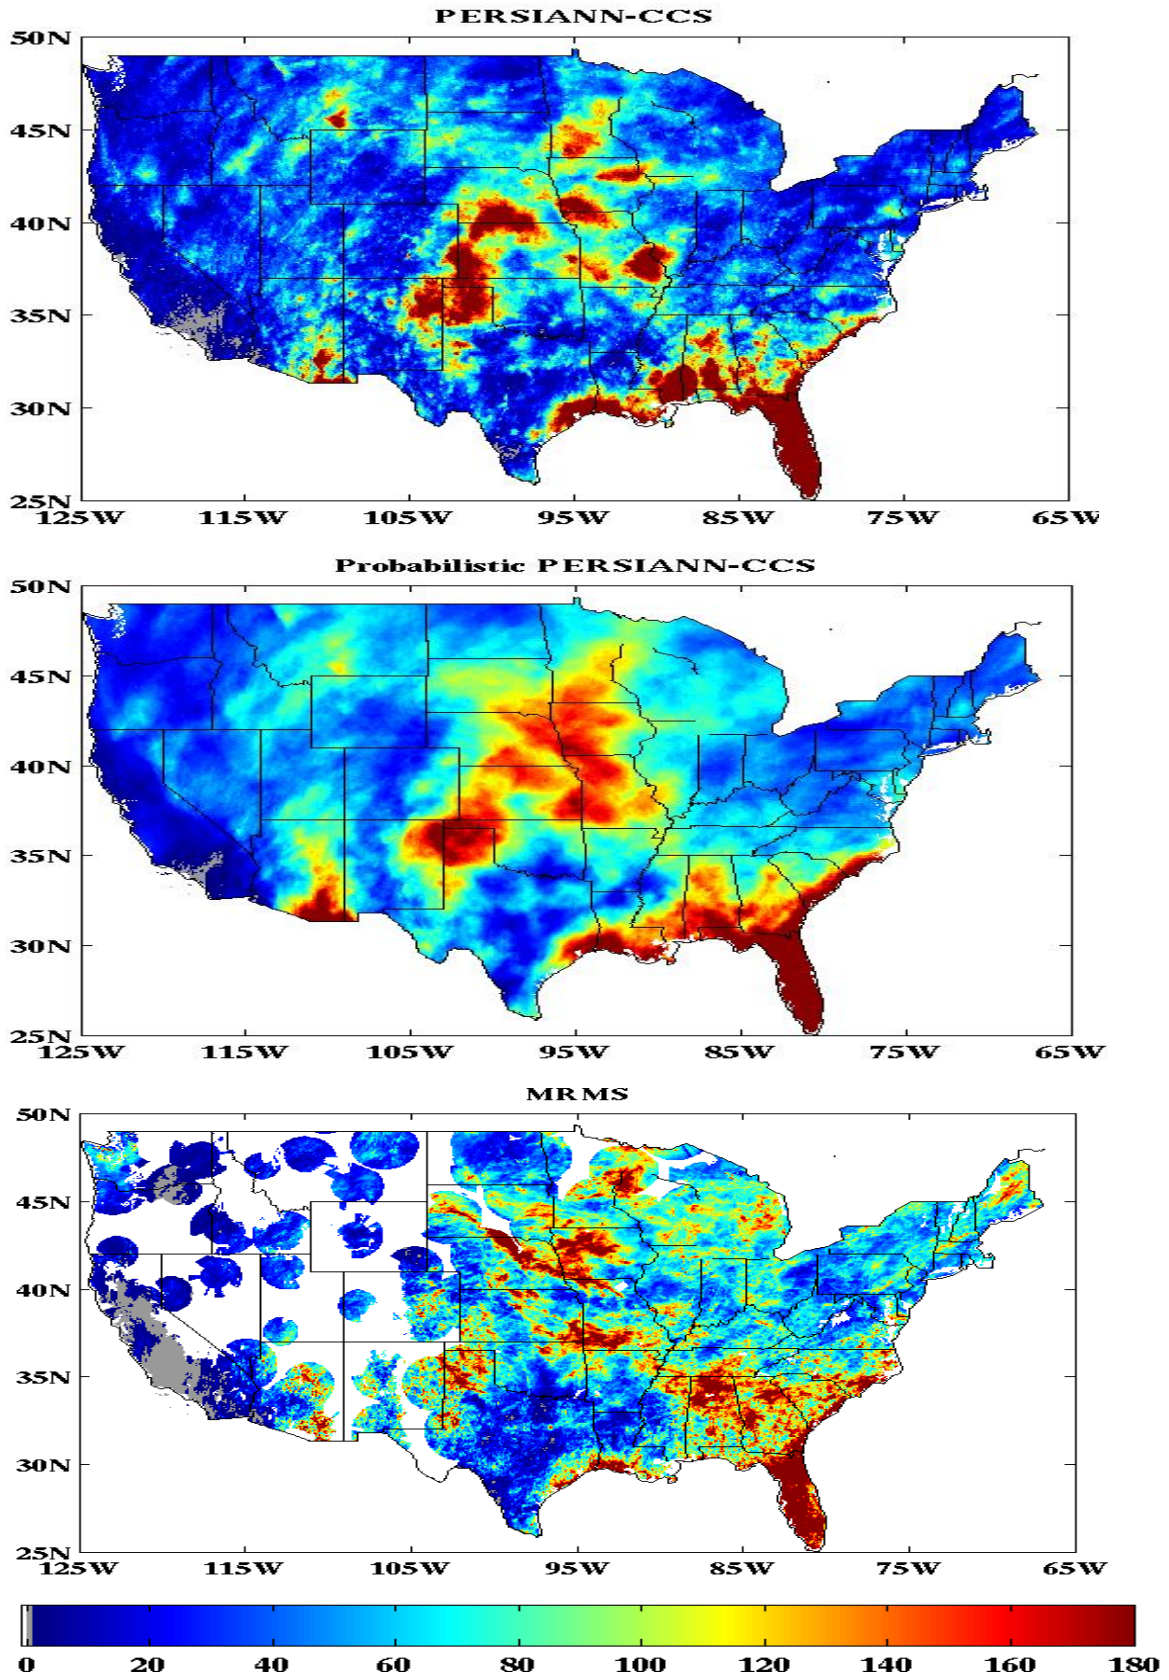 PERSIANN-CCS
50N
45N
40N
35N
30N
25N
125W 115W 105W 95W 85W 75W 65W
Probabilistic PERSIANN-CCS
50N
45N
40N
35N
30N
25N
125W 115W 105W 95W 85W 75W 65W
MRMS
50N
45N
40N
35N
30N
25N
125W 115W 105W 95W 85W 75W 65W
0 20 40 60 80 100 120 140 160 180